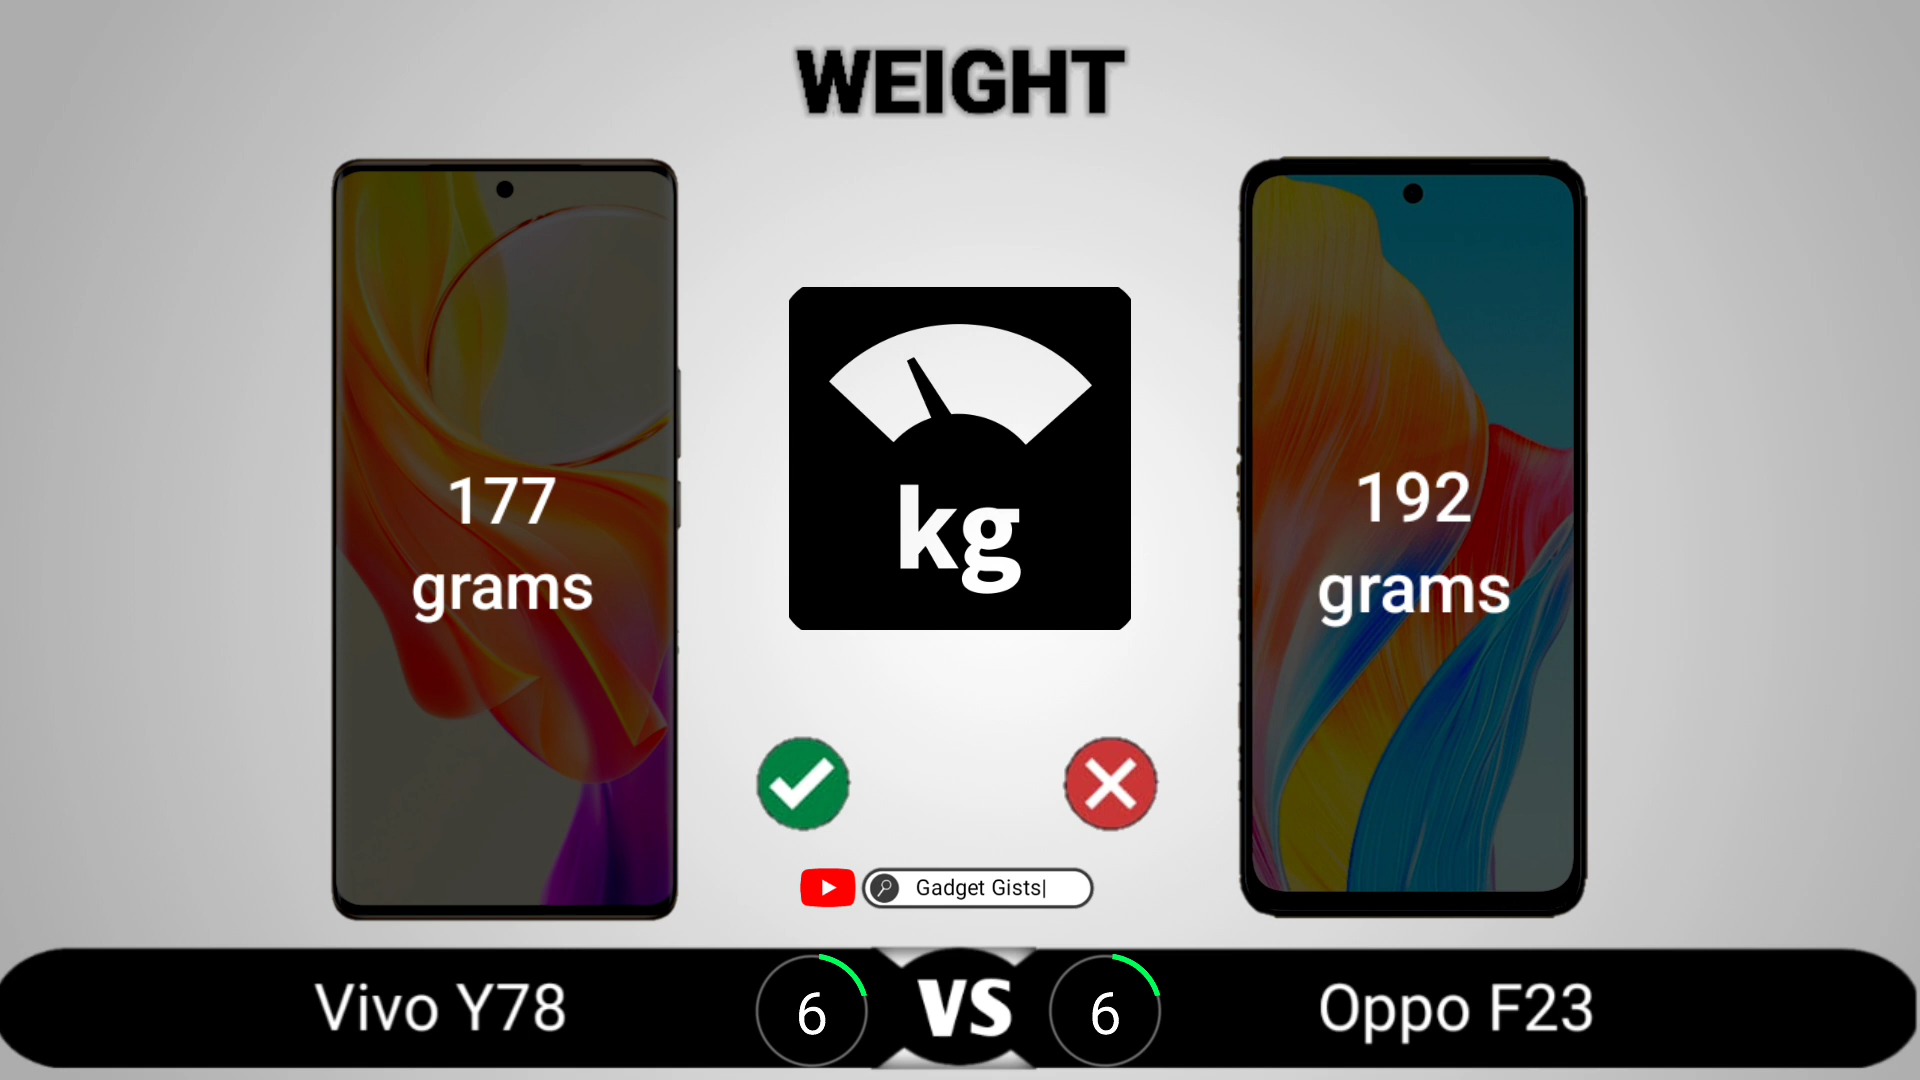 WEIGHT
177
grams
kg
192
grams
Gadget Gists|
Vivo Y78
6
VS
6
Oppo F23